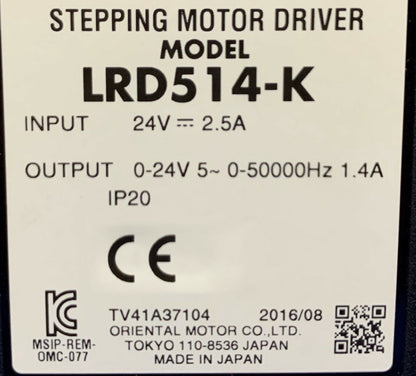 STEPPING MOTOR DRIVER
MODEL
LRD514-K
INPUT 24V ⎓ 2.5A
OUTPUT 0-24V 5~ 0-50000Hz 1.4A
IP20
CE
KC
MSIP-REM-
OMC-077
TV41A37104 2016/08
ORIENTAL MOTOR CO.,LTD.
TOKYO 110-8536 JAPAN
MADE IN JAPAN